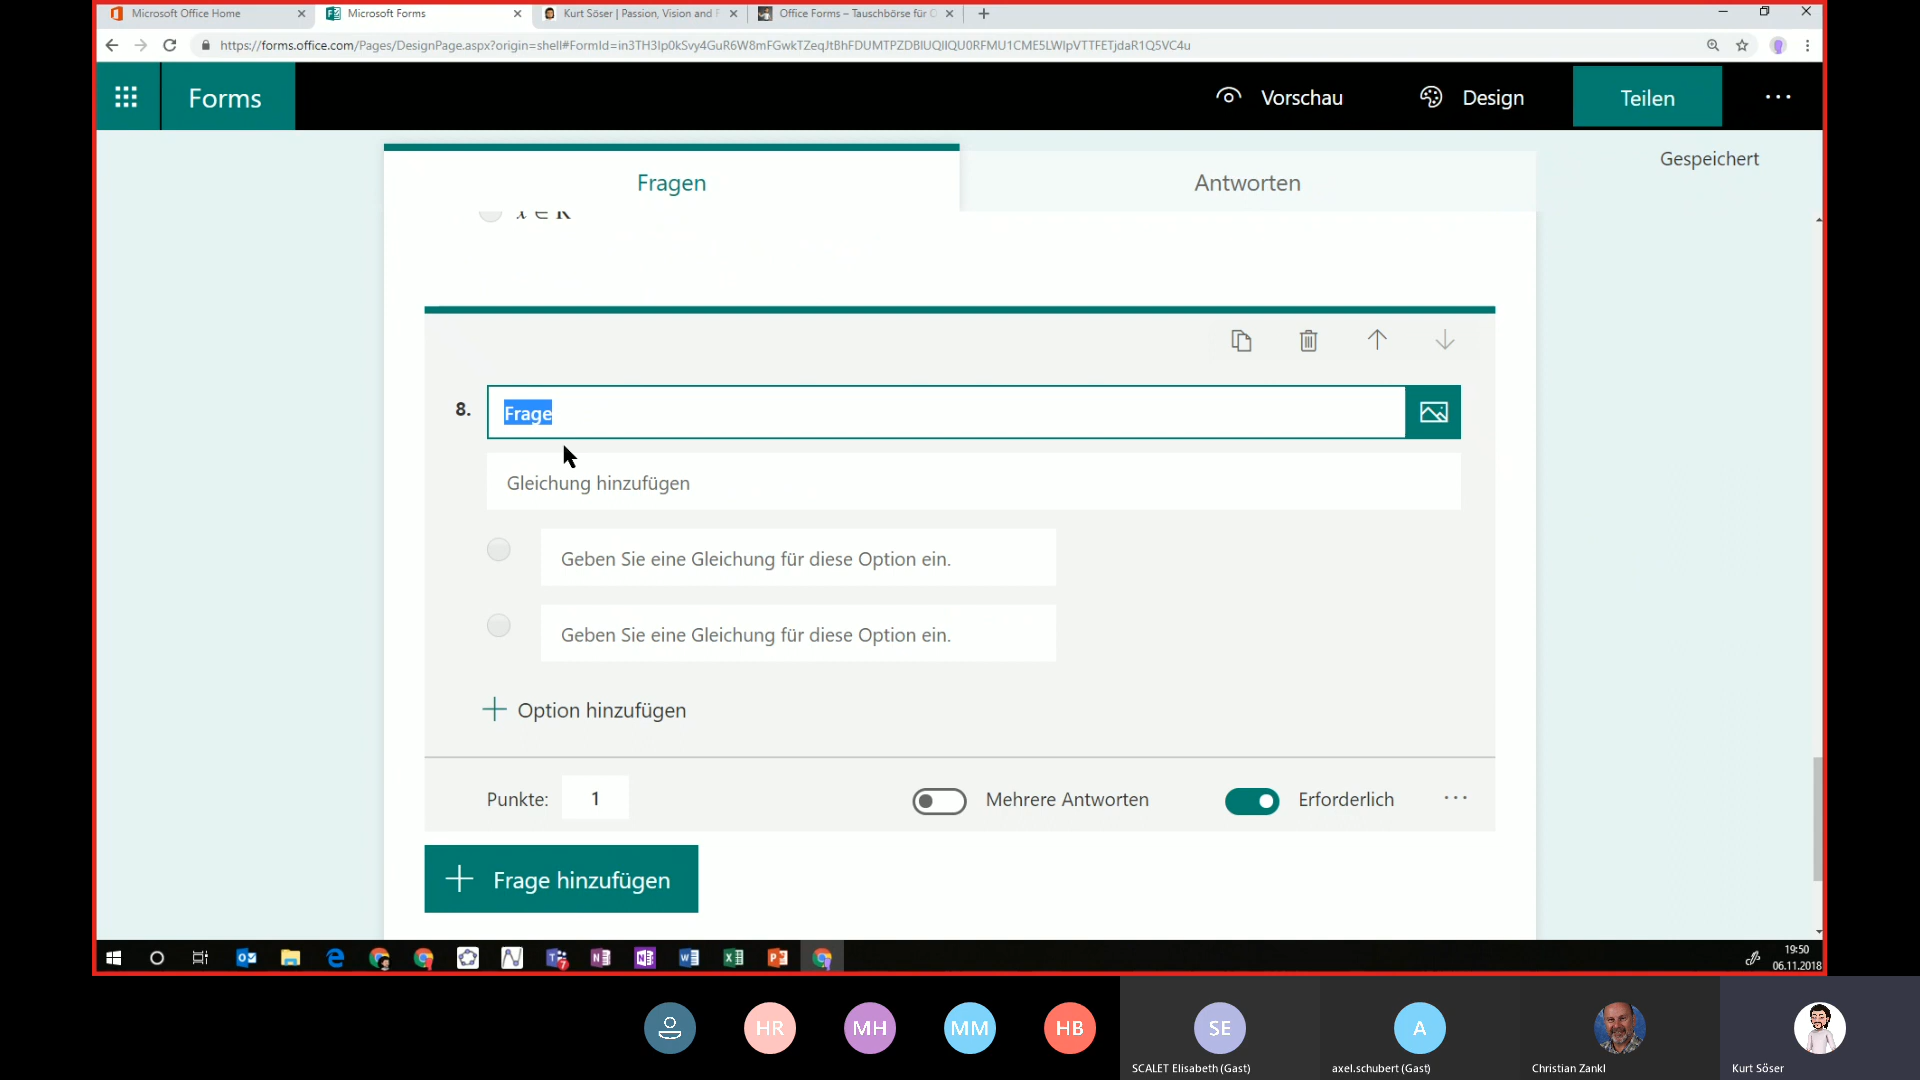 Microsoft Office Home
Microsoft Forms
Kurt Söser | Passion, Vision and F
Office Forms – Tauschbörse für O
https://forms.office.com/Pages/DesignPage.aspx?origin=shell#FormId=in3TH3Ip0kSvy4GuR6W8mFGwkTZeqJtBhFDUMTPZDBIUQlIQU0RFMU1CME5LWlpVTTFETjdaR1Q5VC4u
Forms
Vorschau
Design
Teilen
Fragen
Antworten
Gespeichert
x ∈ R
8.
Frage
Gleichung hinzufügen
Geben Sie eine Gleichung für diese Option ein.
Geben Sie eine Gleichung für diese Option ein.
Option hinzufügen
Punkte:
1
Mehrere Antworten
Erforderlich
Frage hinzufügen
19:50
06.11.2018
HR
MH
MM
HB
SE
A
SCALET Elisabeth (Gast)
axel.schubert (Gast)
Christian Zankl
Kurt Söser